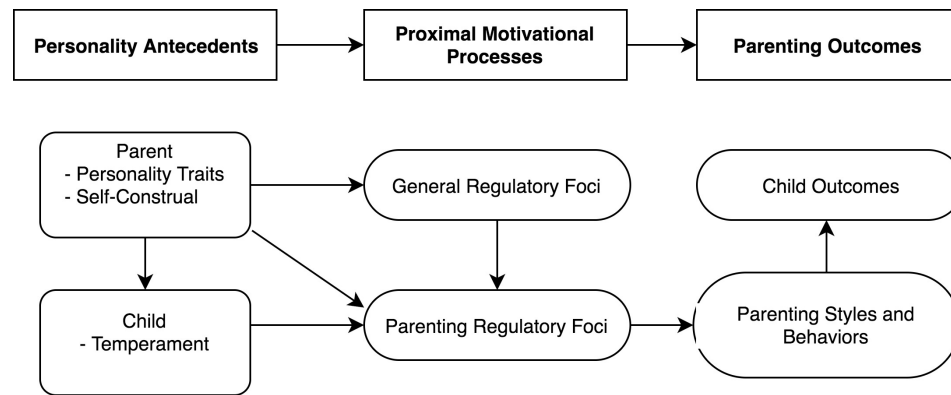 Personality Antecedents
Proximal Motivational
Processes
Parenting Outcomes
Parent
- Personality Traits
- Self-Construal
General Regulatory Foci
Child Outcomes
Child
- Temperament
Parenting Regulatory Foci
Parenting Styles and
Behaviors